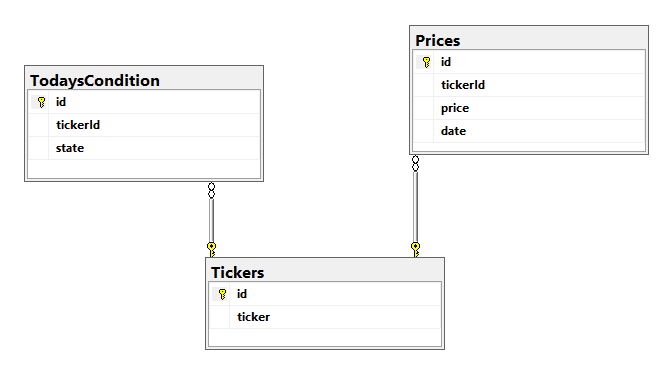 TodaysCondition
id
tickerId
state
Prices
id
tickerId
price
date
Tickers
id
ticker